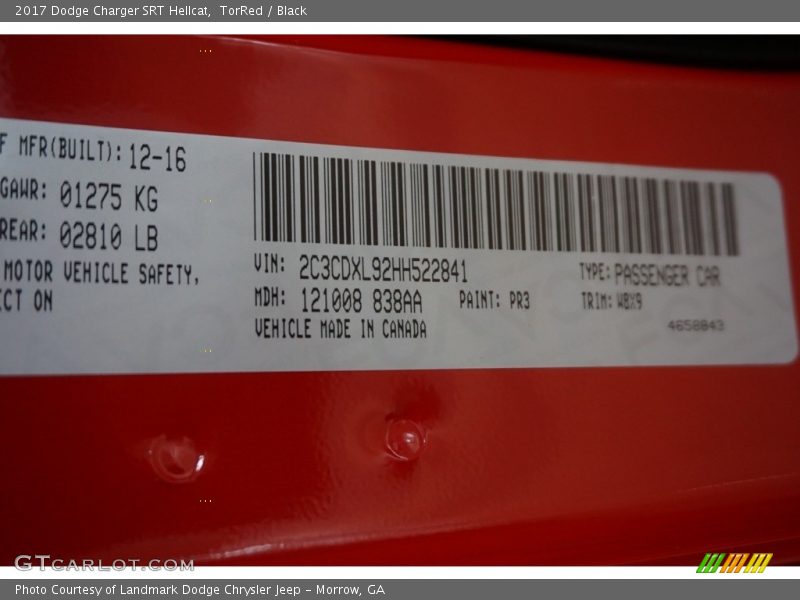 2017 Dodge Charger SRT Hellcat, TorRed / Black
F MFR(BUILT): 12-16
GAWR: 01275 KG
REAR: 02810 LB
MOTOR VEHICLE SAFETY,
ECT ON
VIN: 2C3CDXL92HH522841
TYPE: PASSENGER CAR
MDH: 121008 838AA
PAINT: PR3
TRIM: W8X9
VEHICLE MADE IN CANADA
4658843
GTCARLOT.COM
Photo Courtesy of Landmark Dodge Chrysler Jeep – Morrow, GA